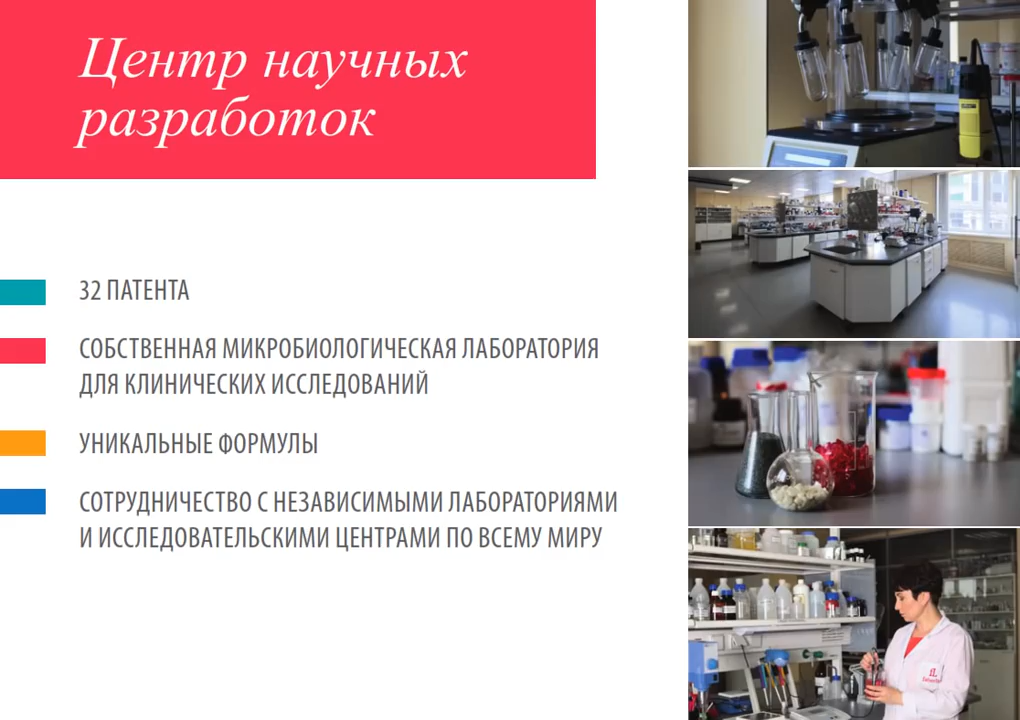 Центр научных
разработок
32 ПАТЕНТА
СОБСТВЕННАЯ МИКРОБИОЛОГИЧЕСКАЯ ЛАБОРАТОРИЯ
ДЛЯ КЛИНИЧЕСКИХ ИССЛЕДОВАНИЙ
УНИКАЛЬНЫЕ ФОРМУЛЫ
СОТРУДНИЧЕСТВО С НЕЗАВИСИМЫМИ ЛАБОРАТОРИЯМИ
И ИССЛЕДОВАТЕЛЬСКИМИ ЦЕНТРАМИ ПО ВСЕМУ МИРУ